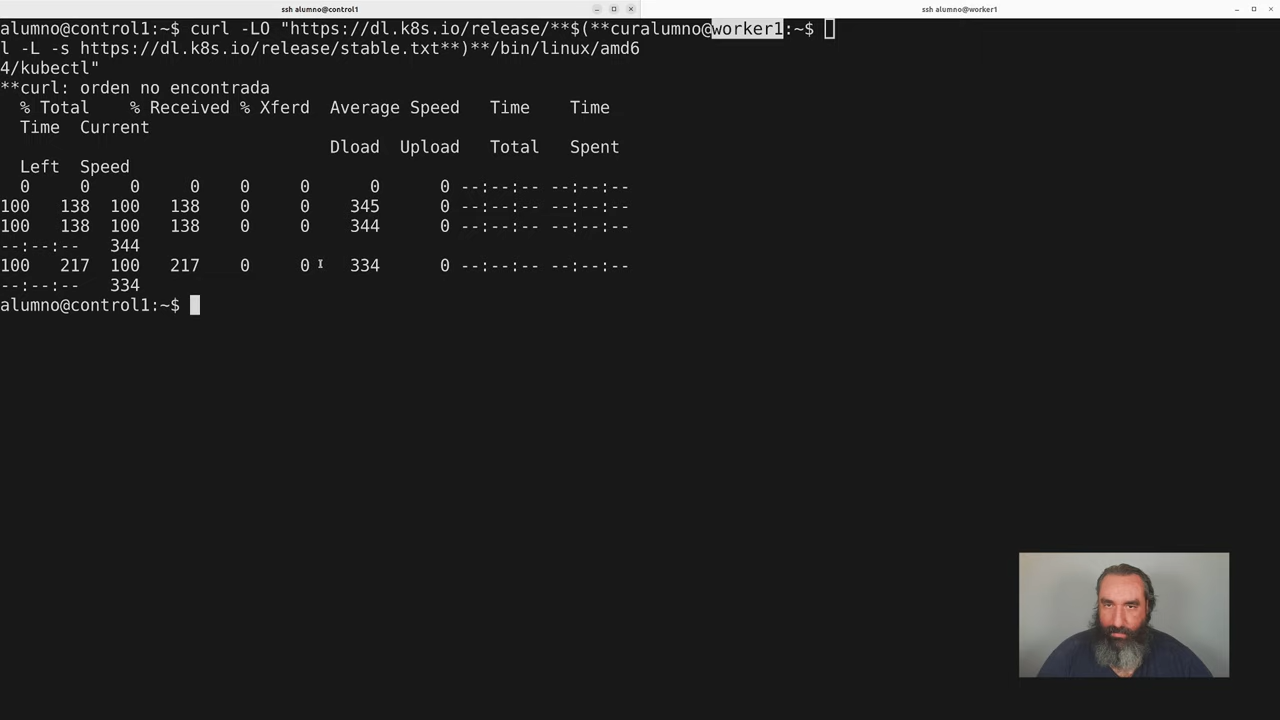 ssh alumno@control1
ssh alumno@worker1
alumno@control1:~$ curl -LO "https://dl.k8s.io/release/**$(**cur
l -L -s https://dl.k8s.io/release/stable.txt**)**/bin/linux/amd6
4/kubectl"
**curl: orden no encontrada
  % Total    % Received % Xferd  Average Speed   Time    Time
  Time  Current
                                 Dload  Upload   Total   Spent
  Left  Speed
  0     0    0     0    0     0      0      0 --:--:-- --:--:--
100   138  100   138    0     0    345      0 --:--:-- --:--:--
100   138  100   138    0     0    344      0 --:--:-- --:--:--
--:--:--   344
100   217  100   217    0     0    334      0 --:--:-- --:--:--
--:--:--   334
alumno@control1:~$
alumno@worker1:~$